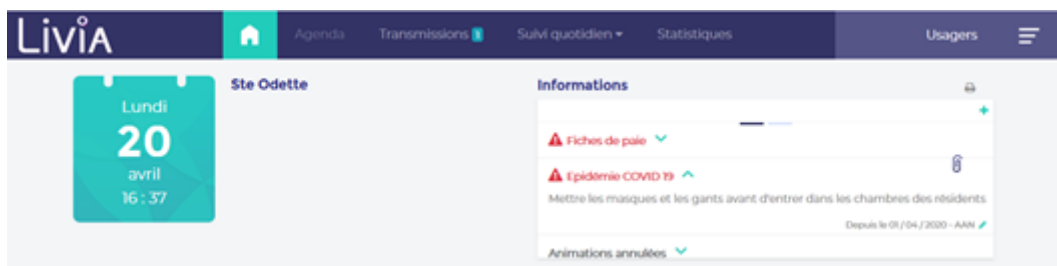 Livia
Agenda
Transmissions 1
Suivi quotidien
Statistiques
Usagers
Lundi
20
avril
16 : 37
Ste Odette
Informations
+
Fiches de paie
Epidémie COVID 19
Mettre les masques et les gants avant d'entrer dans les chambres des résidents
Depuis le 01/04/2020 - AAN
Animations annulées